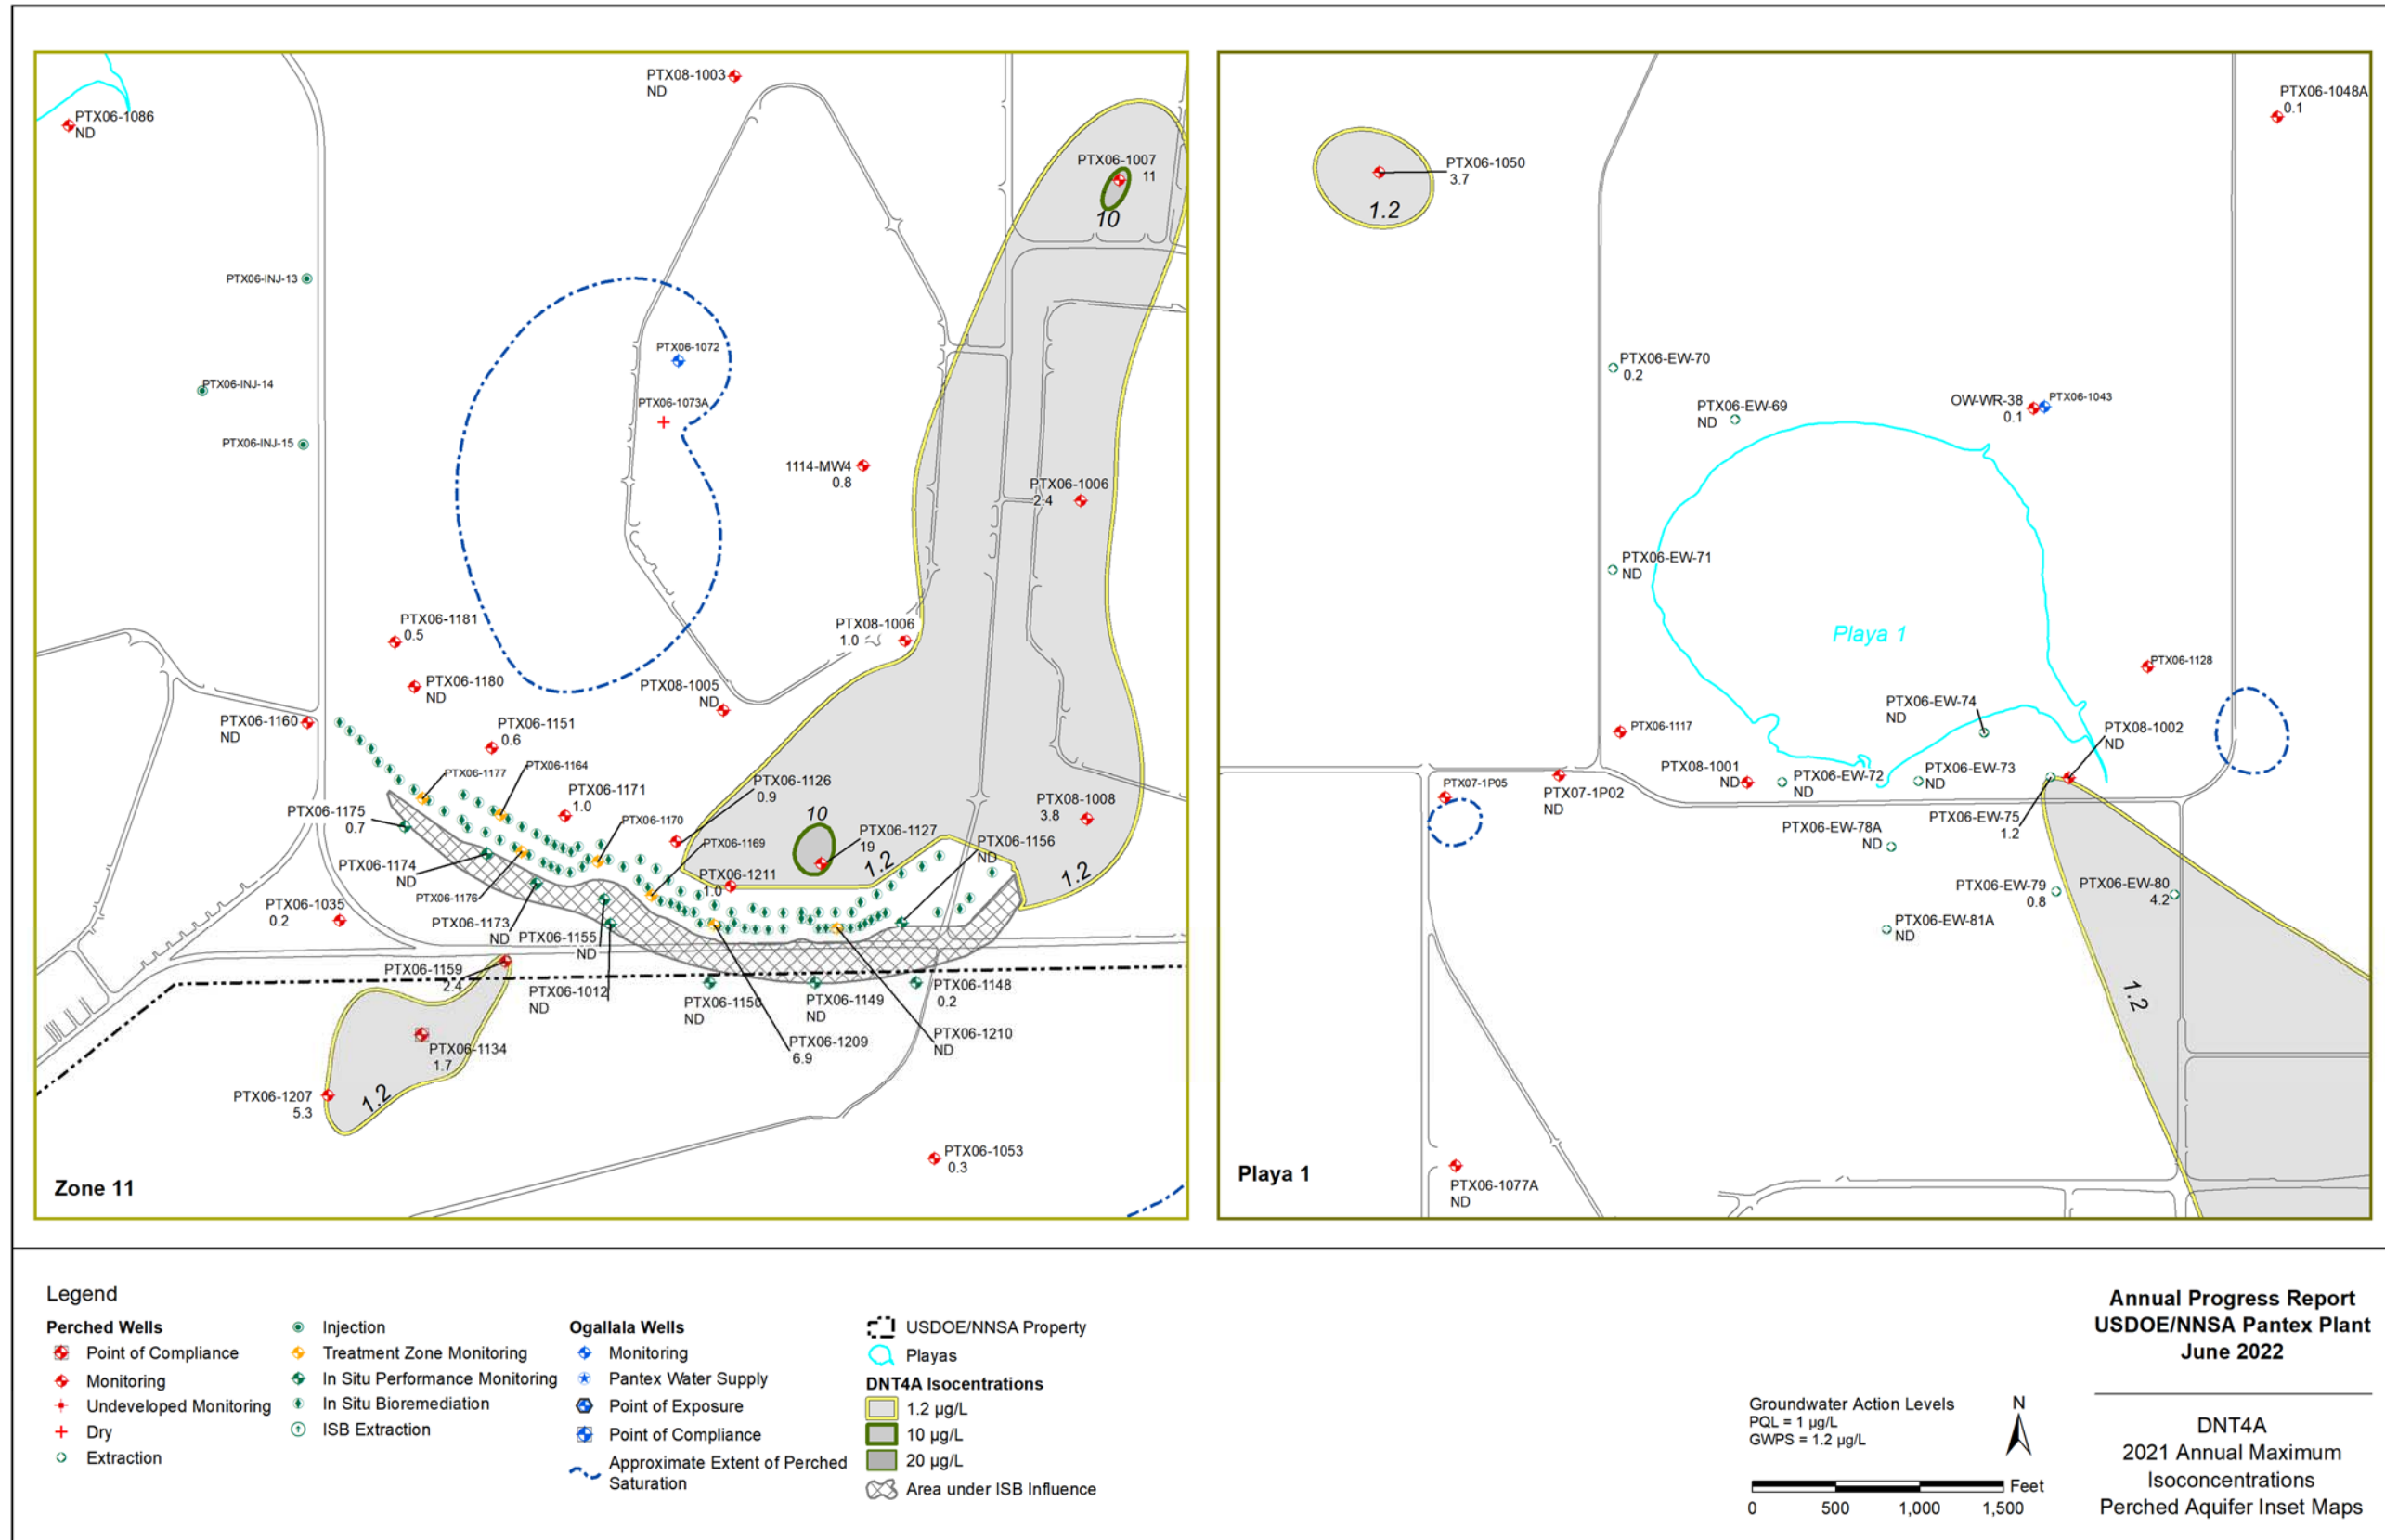 PTX08-1003
ND
PTX06-1086
ND
PTX06-1007
11
10
PTX06-INJ-13
PTX06-1072
PTX06-INJ-14
PTX06-1073A
PTX06-INJ-15
1114-MW4
0.8
PTX06-1006
2.4
PTX06-1181
0.5
PTX08-1006
1.0
PTX06-1180
ND
PTX08-1005
ND
PTX06-1160
ND
PTX06-1151
0.6
PTX06-1177
PTX06-1164
PTX06-1126
0.9
PTX06-1171
1.0
PTX06-1175
0.7
PTX06-1170
10
PTX08-1008
3.8
PTX06-1127
19
PTX06-1169
PTX06-1156
ND
PTX06-1174
ND
1.2
1.2
PTX06-1211
1.0
PTX06-1176
PTX06-1035
0.2
PTX06-1173
ND
PTX06-1155
ND
PTX06-1159
2.4
PTX06-1012
ND
PTX06-1150
ND
PTX06-1149
ND
PTX06-1148
0.2
PTX06-1134
1.7
PTX06-1209
6.9
PTX06-1210
ND
PTX06-1207
5.3
1.2
PTX06-1053
0.3
Zone 11
PTX06-1048A
0.1
PTX06-1050
3.7
1.2
PTX06-EW-70
0.2
PTX06-EW-69
ND
OW-WR-38
0.1
PTX06-1043
PTX06-EW-71
ND
Playa 1
PTX06-1128
PTX06-EW-74
ND
PTX06-1117
PTX08-1002
ND
PTX08-1001
ND
PTX06-EW-72
ND
PTX06-EW-73
ND
PTX07-1P05
PTX07-1P02
ND
PTX06-EW-75
1.2
PTX06-EW-78A
ND
PTX06-EW-79
0.8
PTX06-EW-80
4.2
PTX06-EW-81A
ND
1.2
PTX06-1077A
ND
Playa 1
Legend
Perched Wells
Point of Compliance
Monitoring
Undeveloped Monitoring
Dry
Extraction
Injection
Treatment Zone Monitoring
In Situ Performance Monitoring
In Situ Bioremediation
ISB Extraction
Ogallala Wells
Monitoring
Pantex Water Supply
Point of Exposure
Point of Compliance
Approximate Extent of Perched
Saturation
USDOE/NNSA Property
Playas
DNT4A Isocentrations
1.2 µg/L
10 µg/L
20 µg/L
Area under ISB Influence
Groundwater Action Levels
PQL = 1 µg/L
GWPS = 1.2 µg/L
N
Feet
0 500 1,000 1,500
Annual Progress Report
USDOE/NNSA Pantex Plant
June 2022
DNT4A
2021 Annual Maximum
Isoconcentrations
Perched Aquifer Inset Maps